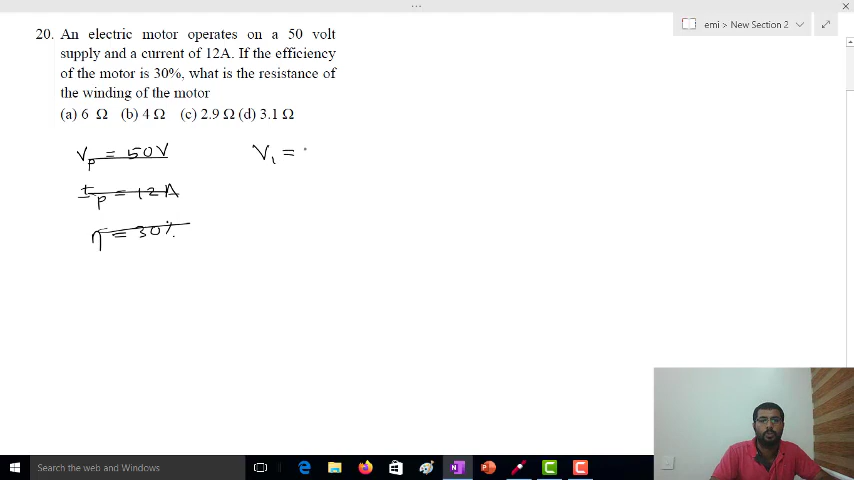 emi > New Section 2
20. An electric motor operates on a 50 volt
supply and a current of 12A. If the efficiency
of the motor is 30%, what is the resistance of
the winding of the motor
(a) 6 Ω (b) 4 Ω (c) 2.9 Ω (d) 3.1 Ω
Vp = 50V
V1 =
Ip = 12A
η = 30%
Search the web and Windows